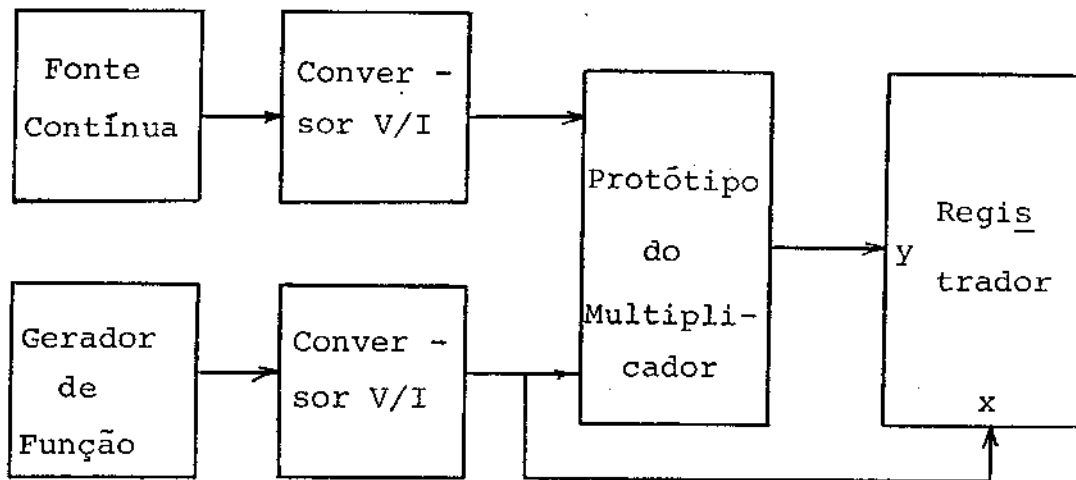 Fonte
Contínua
Conver -
sor V/I
Protótipo
do
Multipli-
cador
Regis
trador
y
x
Gerador
de
Função
Conver -
sor V/I